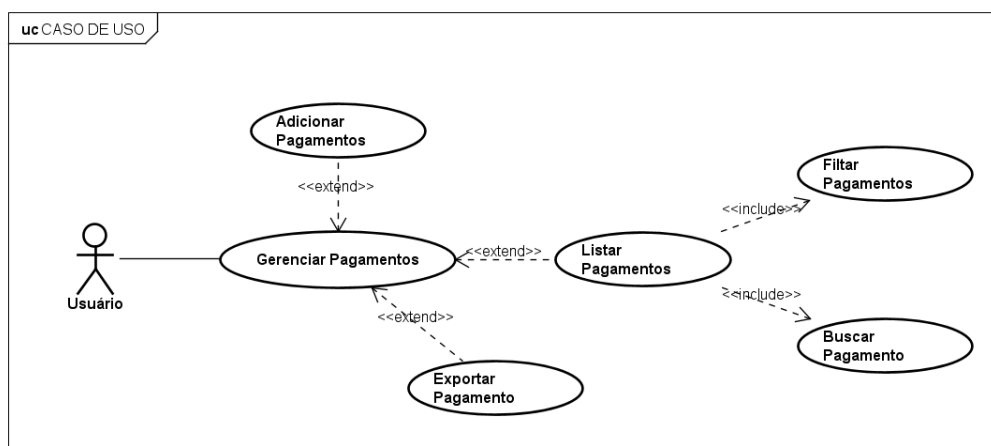 uc CASO DE USO
Adicionar
Pagamentos
<<extend>>
Filtar
Pagamentos
<<include>>
Gerenciar Pagamentos
<<extend>>
Listar
Pagamentos
Usuário
<<include>>
<<extend>>
Buscar
Pagamento
Exportar
Pagamento